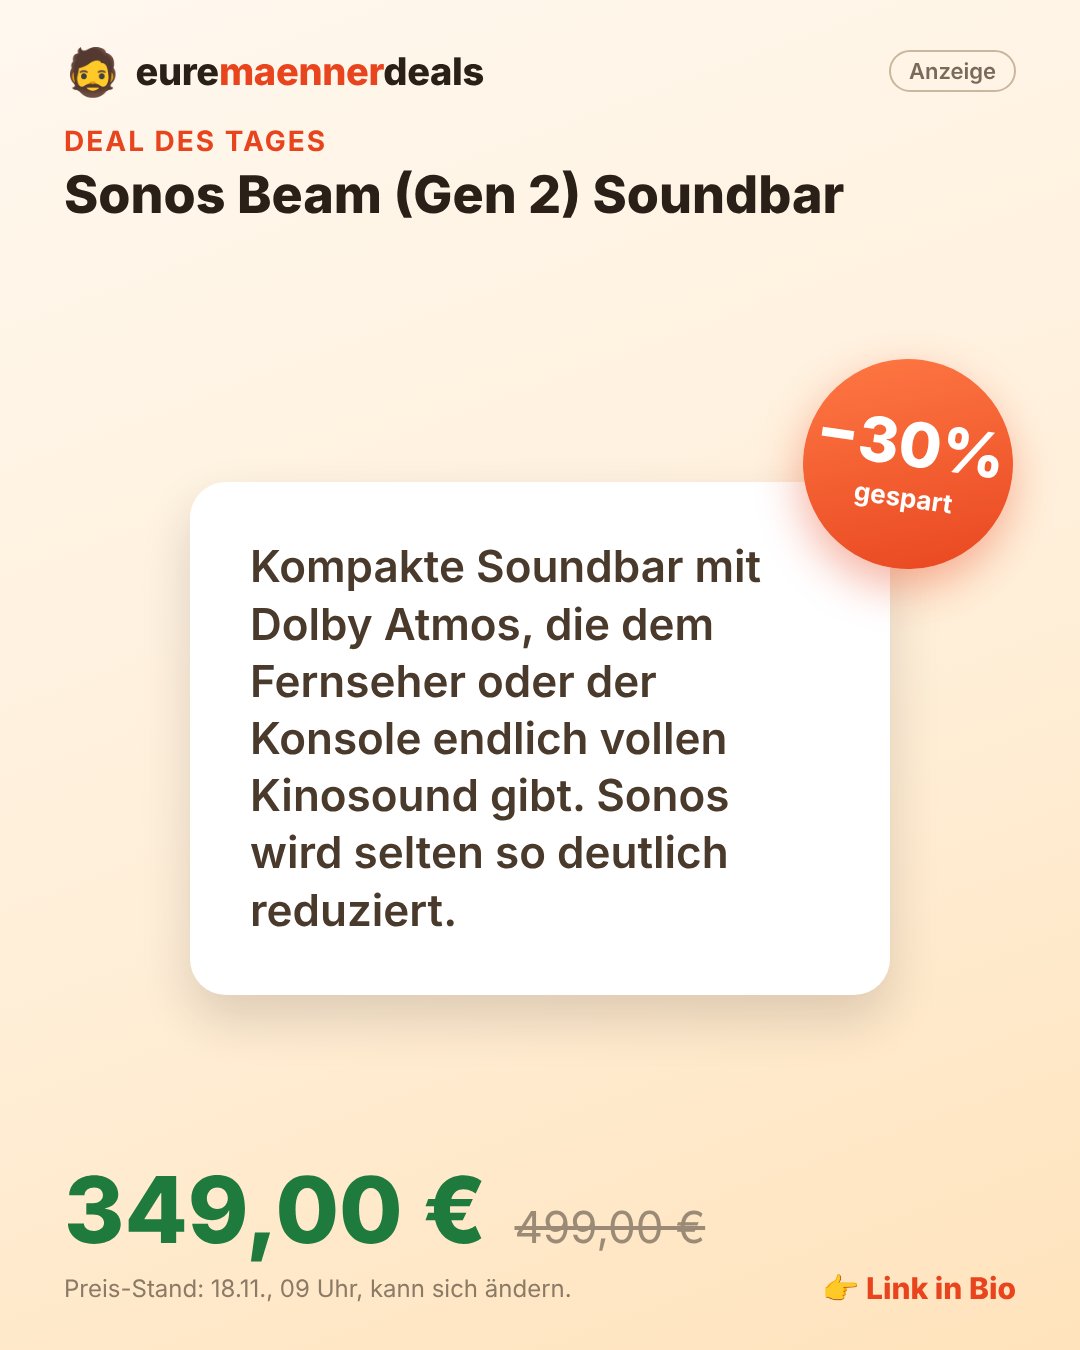 euremaennerdeals
Anzeige
DEAL DES TAGES
Sonos Beam (Gen 2) Soundbar
−30%
gespart
Kompakte Soundbar mit
Dolby Atmos, die dem
Fernseher oder der
Konsole endlich vollen
Kinosound gibt. Sonos
wird selten so deutlich
reduziert.
349,00 € 499,00 €
Preis-Stand: 18.11., 09 Uhr, kann sich ändern.
👉 Link in Bio